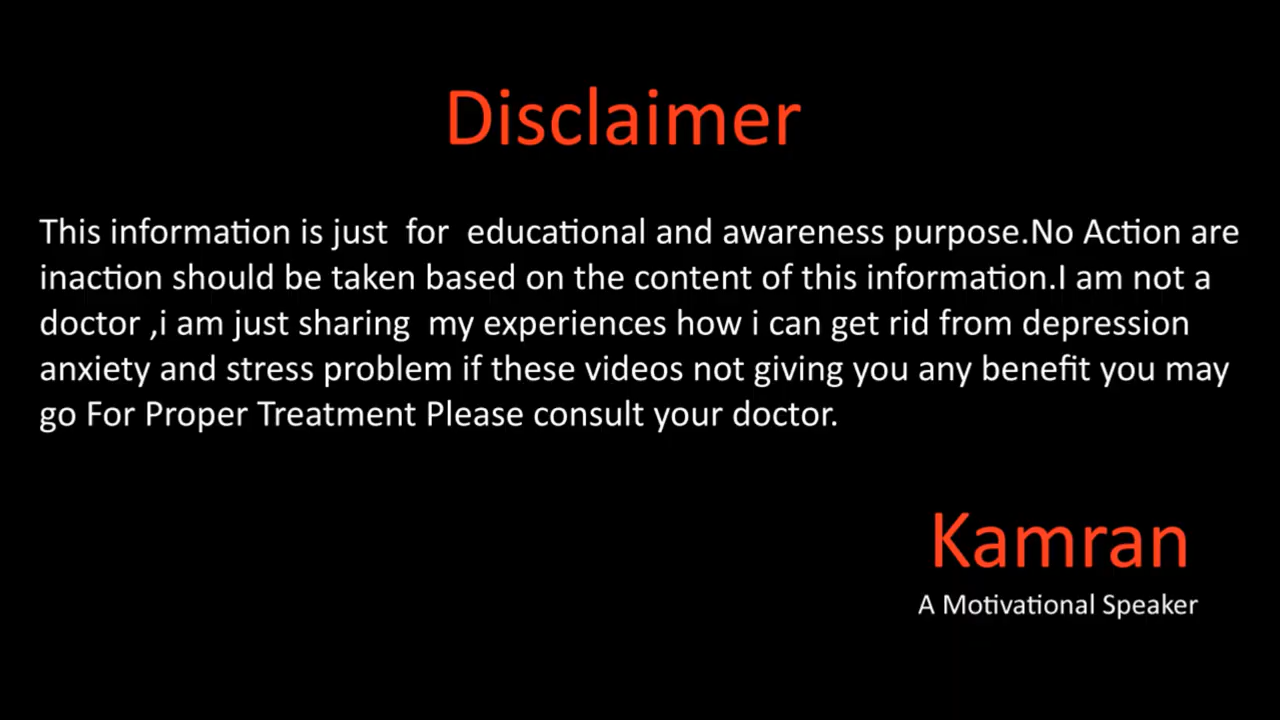 Disclaimer
This information is just for educational and awareness purpose.No Action are
inaction should be taken based on the content of this information.I am not a
doctor ,i am just sharing my experiences how i can get rid from depression
anxiety and stress problem if these videos not giving you any benefit you may
go For Proper Treatment Please consult your doctor.
Kamran
A Motivational Speaker